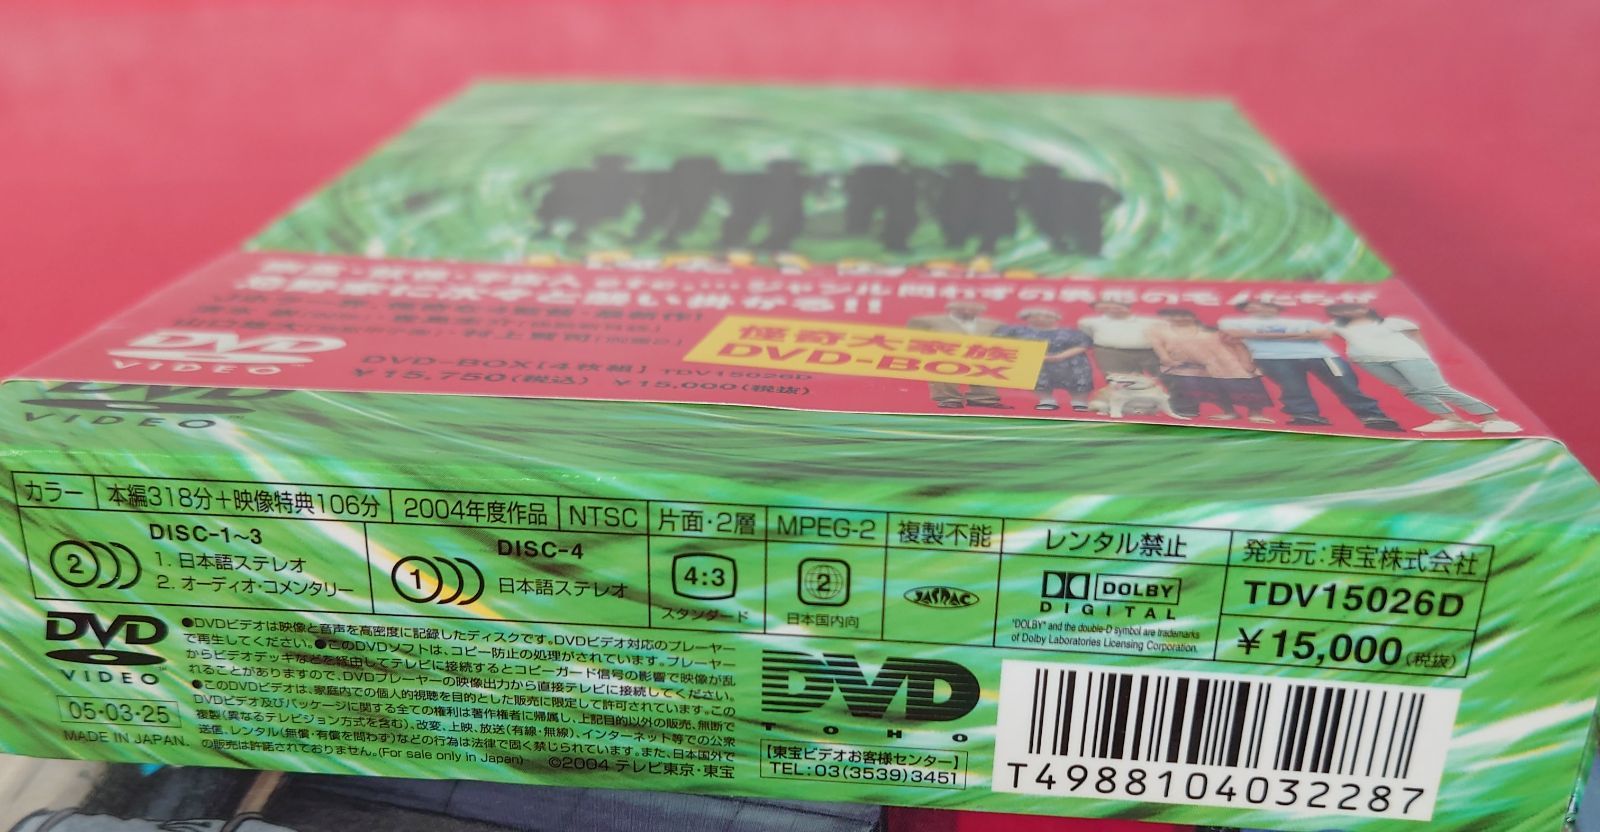 忌野家に次々と襲い掛かる!!
怪奇大家族
DVD-BOX
DVD
VIDEO
DVD-BOX[4枚組] TDV15026D
¥15,750(税込) ¥15,000(税抜)
DVD
VIDEO
カラー 本編318分+映像特典106分 2004年度作品 NTSC 片面・2層 MPEG-2 複製不能 レンタル禁止 発売元:東宝株式会社
DISC-1~3
2
1. 日本語ステレオ
2. オーディオ・コメンタリー
DISC-4
1
日本語ステレオ
4:3
スタンダード
2
日本国内向
JASRAC
DOLBY
DIGITAL
"DOLBY" and the double-D symbol are trademarks
of Dolby Laboratories Licensing Corporation.
TDV15026D
¥15,000(税抜)
DVD
VIDEO
05・03・25
MADE IN JAPAN.
●DVDビデオは映像と音声を高密度に記録したディスクです。DVDビデオ対応のプレーヤー
で再生してください。●このDVDソフトは、コピー防止の処理がされています。プレーヤー
からビデオデッキなどを経由してテレビに接続するとコピーガード信号の影響で映像が乱
れることがありますので、DVDプレーヤーの映像出力から直接テレビに接続してください。
●このDVDビデオは、家庭内での個人的視聴を目的とした販売に限定して許可されています。この
DVDビデオ及びパッケージに関する全ての権利は著作権者に帰属し、上記目的以外の販売、無断で
複製(異なるテレビジョン方式を含む)、改変、上映、放送(有線・無線)、インターネット等での公衆
送信、レンタル(無償・有償を問わず)などの行為は法律で固く禁じられています。また、日本国外で
の販売は許諾されておりません。(For sale only in Japan)
©2004 テレビ東京・東宝
DVD
TOHO
【東宝ビデオお客様センター】
TEL:03(3539)3451
T4988104032287